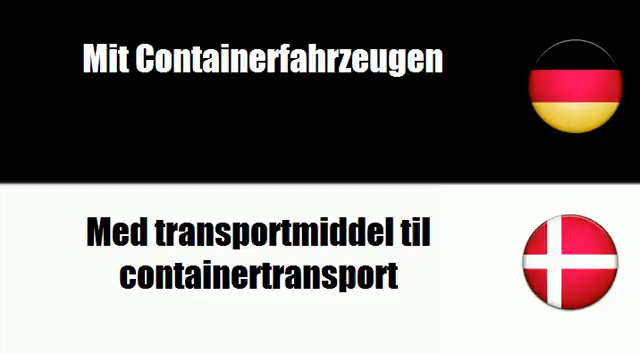 Mit Containerfahrzeugen
Med transportmiddel til
containertransport